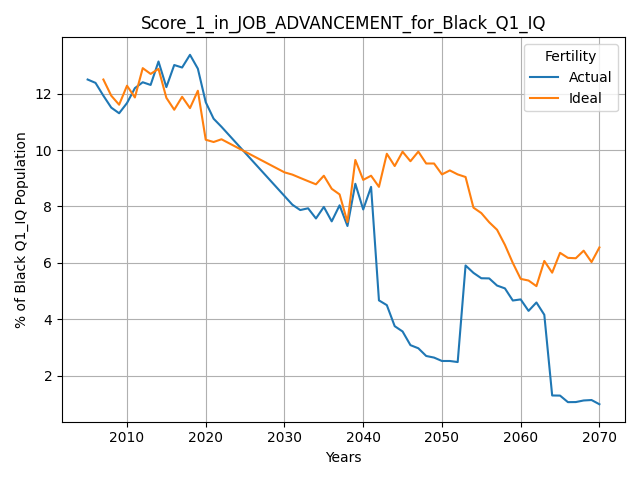 Score_1_in_JOB_ADVANCEMENT_for_Black_Q1_IQ
Fertility
Actual
Ideal
% of Black Q1_IQ Population
12
10
8
6
4
2
2010 2020 2030 2040 2050 2060 2070
Years